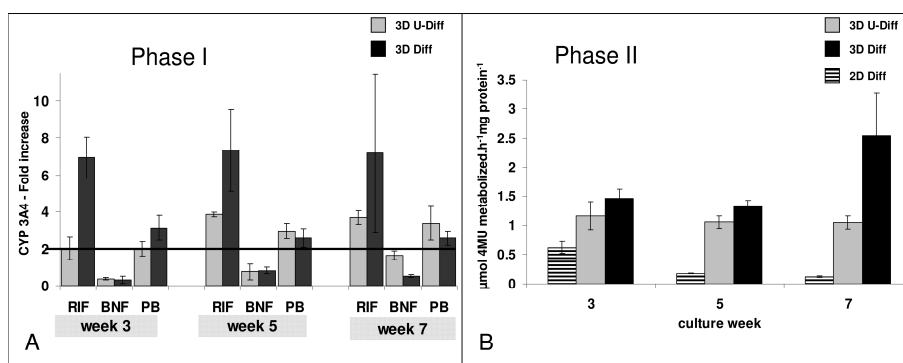 Phase I
3D U-Diff
3D Diff
CYP 3A4 - Fold increase
10
8
6
4
2
0
RIF BNF PB RIF BNF PB RIF BNF PB
week 3 week 5 week 7
A
Phase II
3D U-Diff
3D Diff
2D Diff
µmol 4MU metabolized.h-1mg protein-1
3.5
3
2.5
2
1.5
1
0.5
0
3 5 7
culture week
B